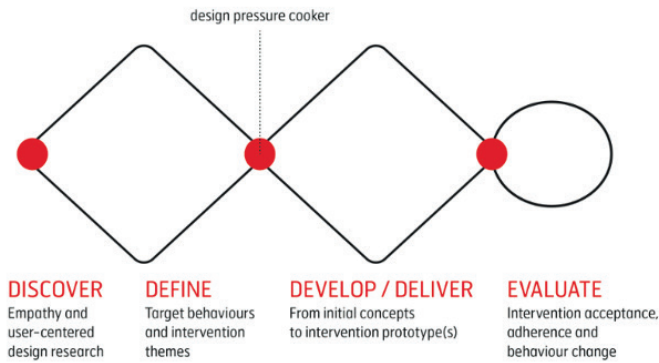 design pressure cooker
DISCOVER
Empathy and
user-centered
design research
DEFINE
Target behaviours
and intervention
themes
DEVELOP / DELIVER
From initial concepts
to intervention prototype(s)
EVALUATE
Intervention acceptance,
adherence and
behaviour change